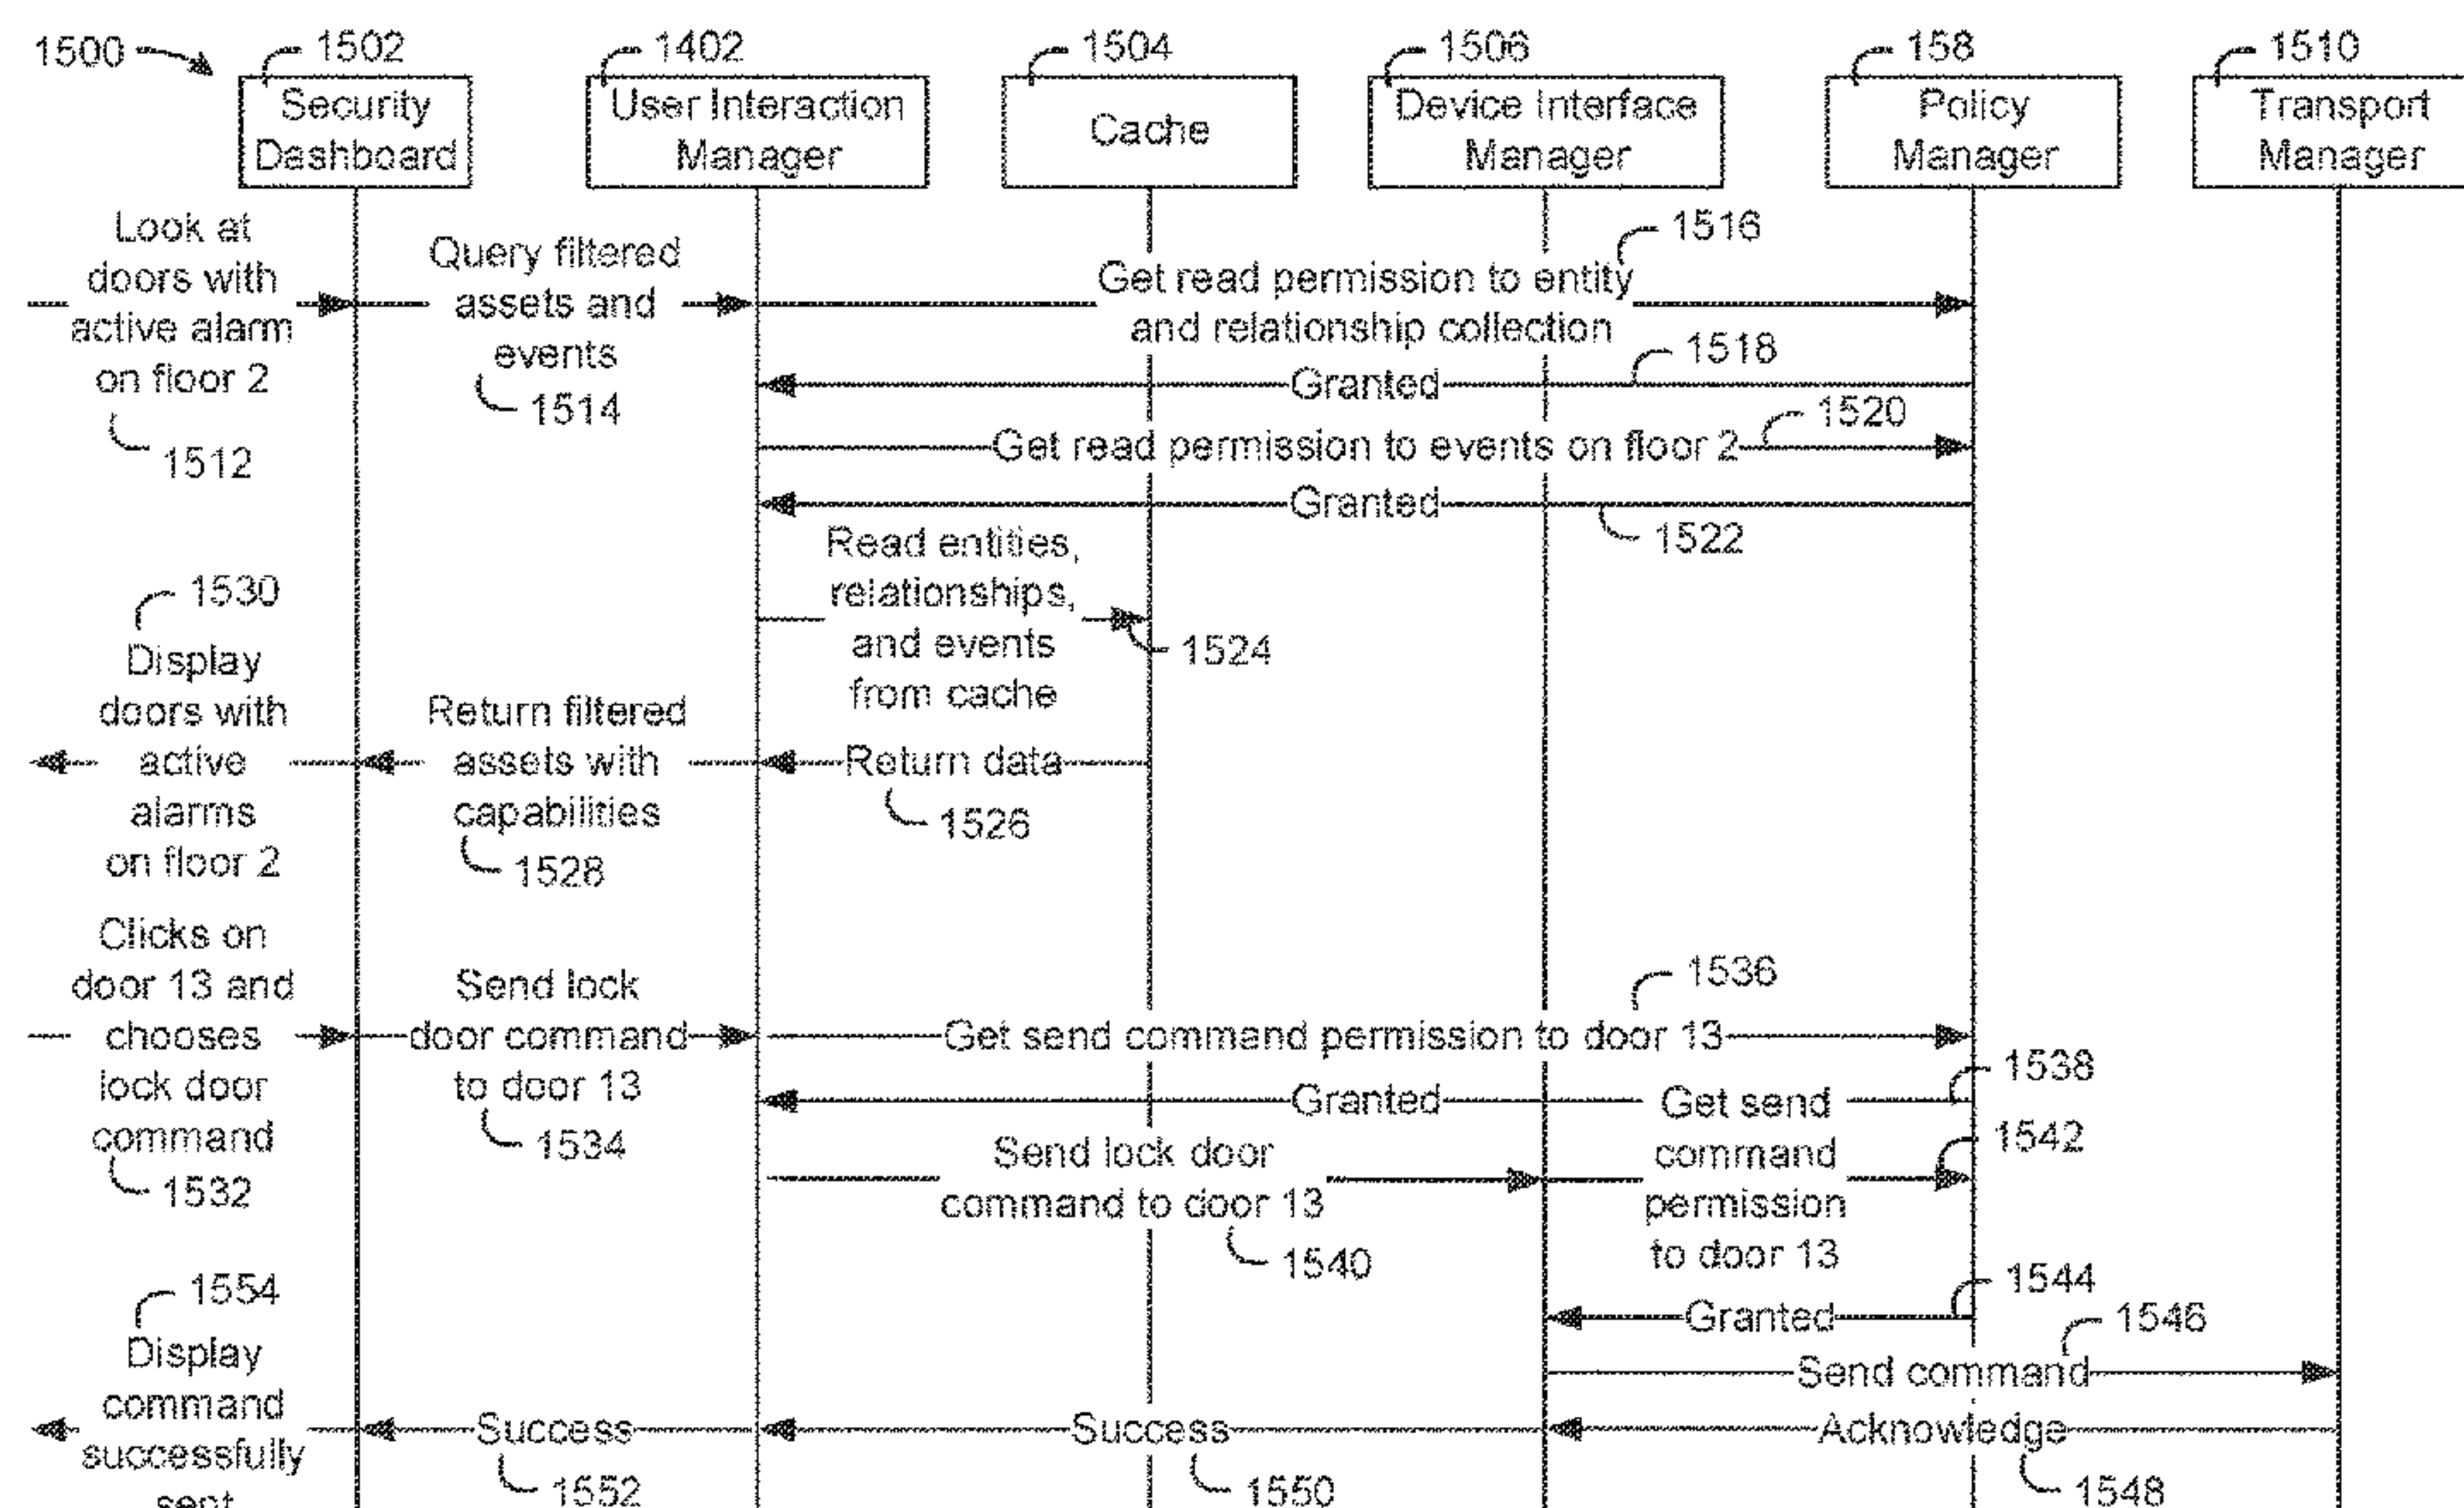 1500
1502
1402
1504
1506
158
1510
Security
Dashboard
User Interaction
Manager
Cache
Device Interface
Manager
Policy
Manager
Transport
Manager
Look at
doors with
active alarm
on floor 2
1512
Query filtered
assets and
events
1514
1516
Get read permission to entity
and relationship collection
1518
Granted
1520
Get read permission to events on floor 2
Granted
1522
Read entities,
relationships,
and events
from cache
1524
1530
Display
doors with
active
alarms
on floor 2
Return filtered
assets with
capabilities
1528
Return data
1526
Clicks on
door 13 and
chooses
lock door
command
1532
Send lock
door command
to door 13
1534
1536
Get send command permission to door 13
1538
Granted
Send lock door
command to door 13
1540
Get send
command
permission
to door 13
1542
1544
Granted
1546
Send command
1554
Display
command
successfully
sent
Success
1552
Success
1550
Acknowledge
1548